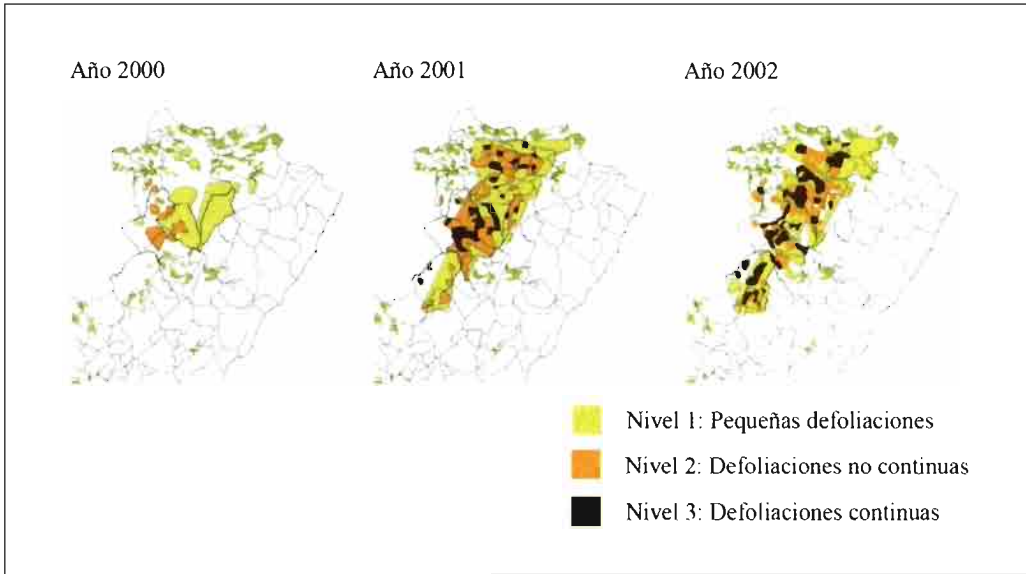 Año 2000
Año 2001
Año 2002
Nivel 1: Pequeñas defoliaciones
Nivel 2: Defoliaciones no continuas
Nivel 3: Defoliaciones continuas